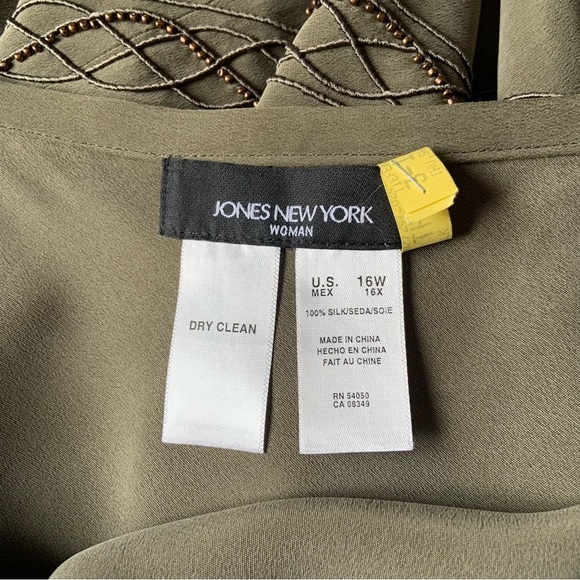 JONES NEW YORK
WOMAN
DRY CLEAN
U.S. 16W
MEX 16X
100% SILK/SEDA/SOIE
MADE IN CHINA
HECHO EN CHINA
FAIT AU CHINE
RN 54050
CA 08349